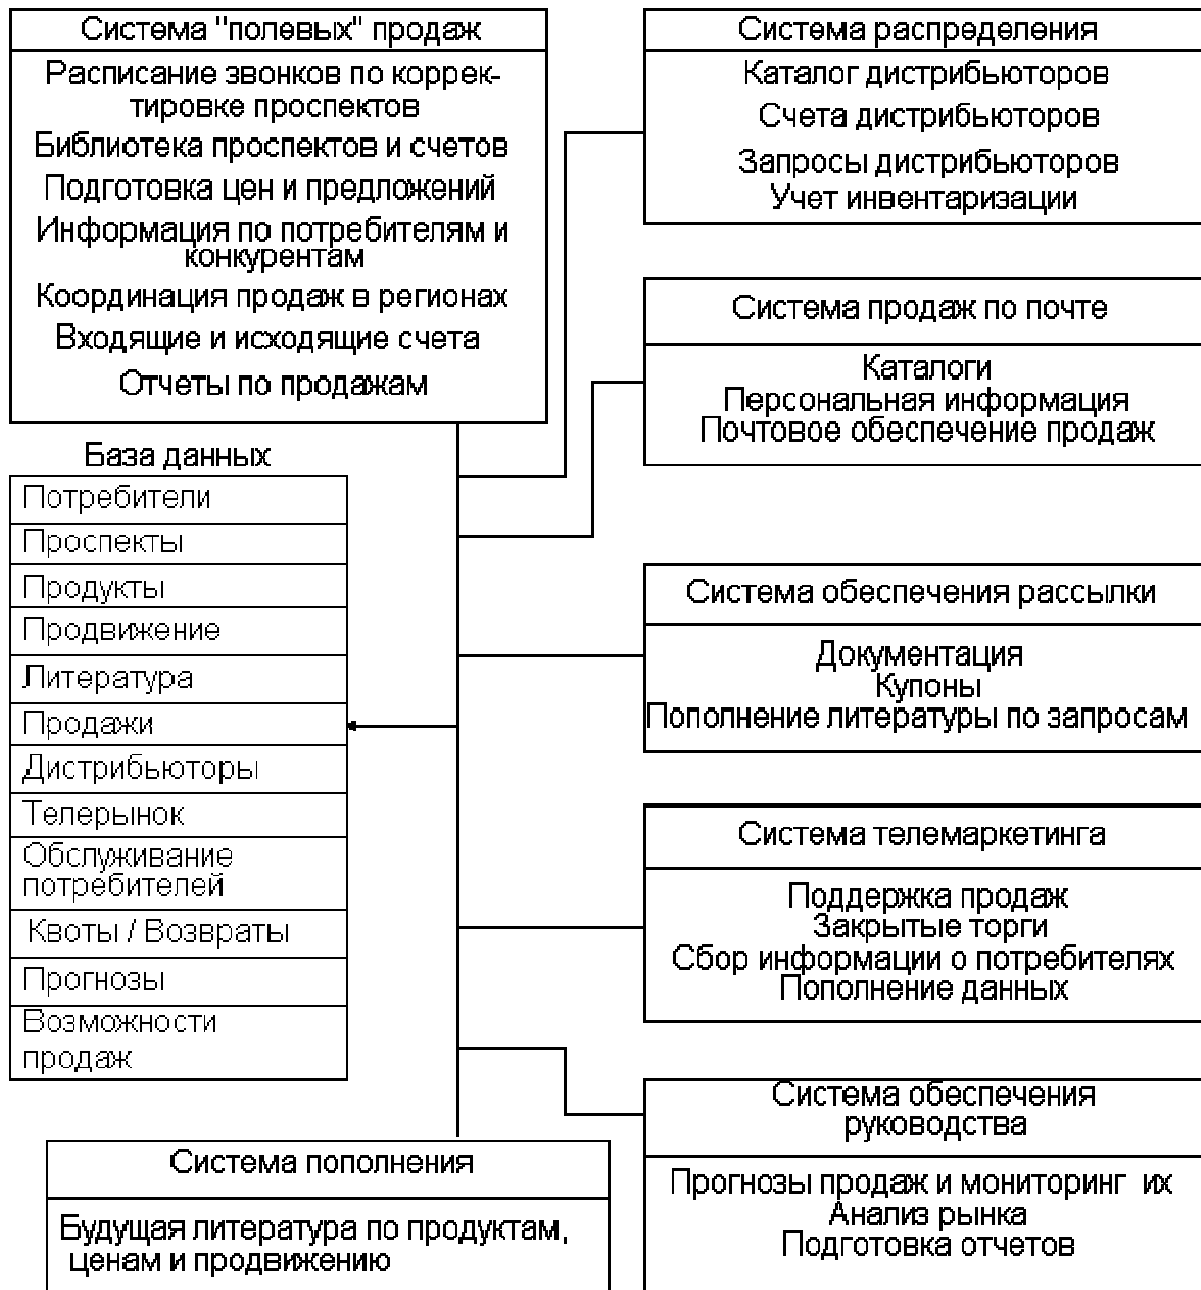 Система "полевых" продаж
Расписание звонков по коррек-
тировке проспектов
Библиотека проспектов и счетов
Подготовка цен и предложений
Информация по потребителям и
конкурентам
Координация продаж в регионах
Входящие и исходящие счета
Отчеты по продажам
База данных
Потребители
Проспекты
Продукты
Продвижение
Литература
Продажи
Дистрибьюторы
Телерынок
Обслуживание
потребителей
Квоты / Возвраты
Прогнозы
Возможности
продаж
Система пополнения
Будущая литература по продуктам,
ценам и продвижению
Система распределения
Каталог дистрибьюторов
Счета дистрибьюторов
Запросы дистрибьюторов
Учет инвентаризации
Система продаж по почте
Каталоги
Персональная информация
Почтовое обеспечение продаж
Система обеспечения рассылки
Документация
Купоны
Пополнение литературы по запросам
Система телемаркетинга
Поддержка продаж
Закрытые торги
Сбор информации о потребителях
Пополнение данных
Система обеспечения
руководства
Прогнозы продаж и мониторинг их
Анализ рынка
Подготовка отчетов